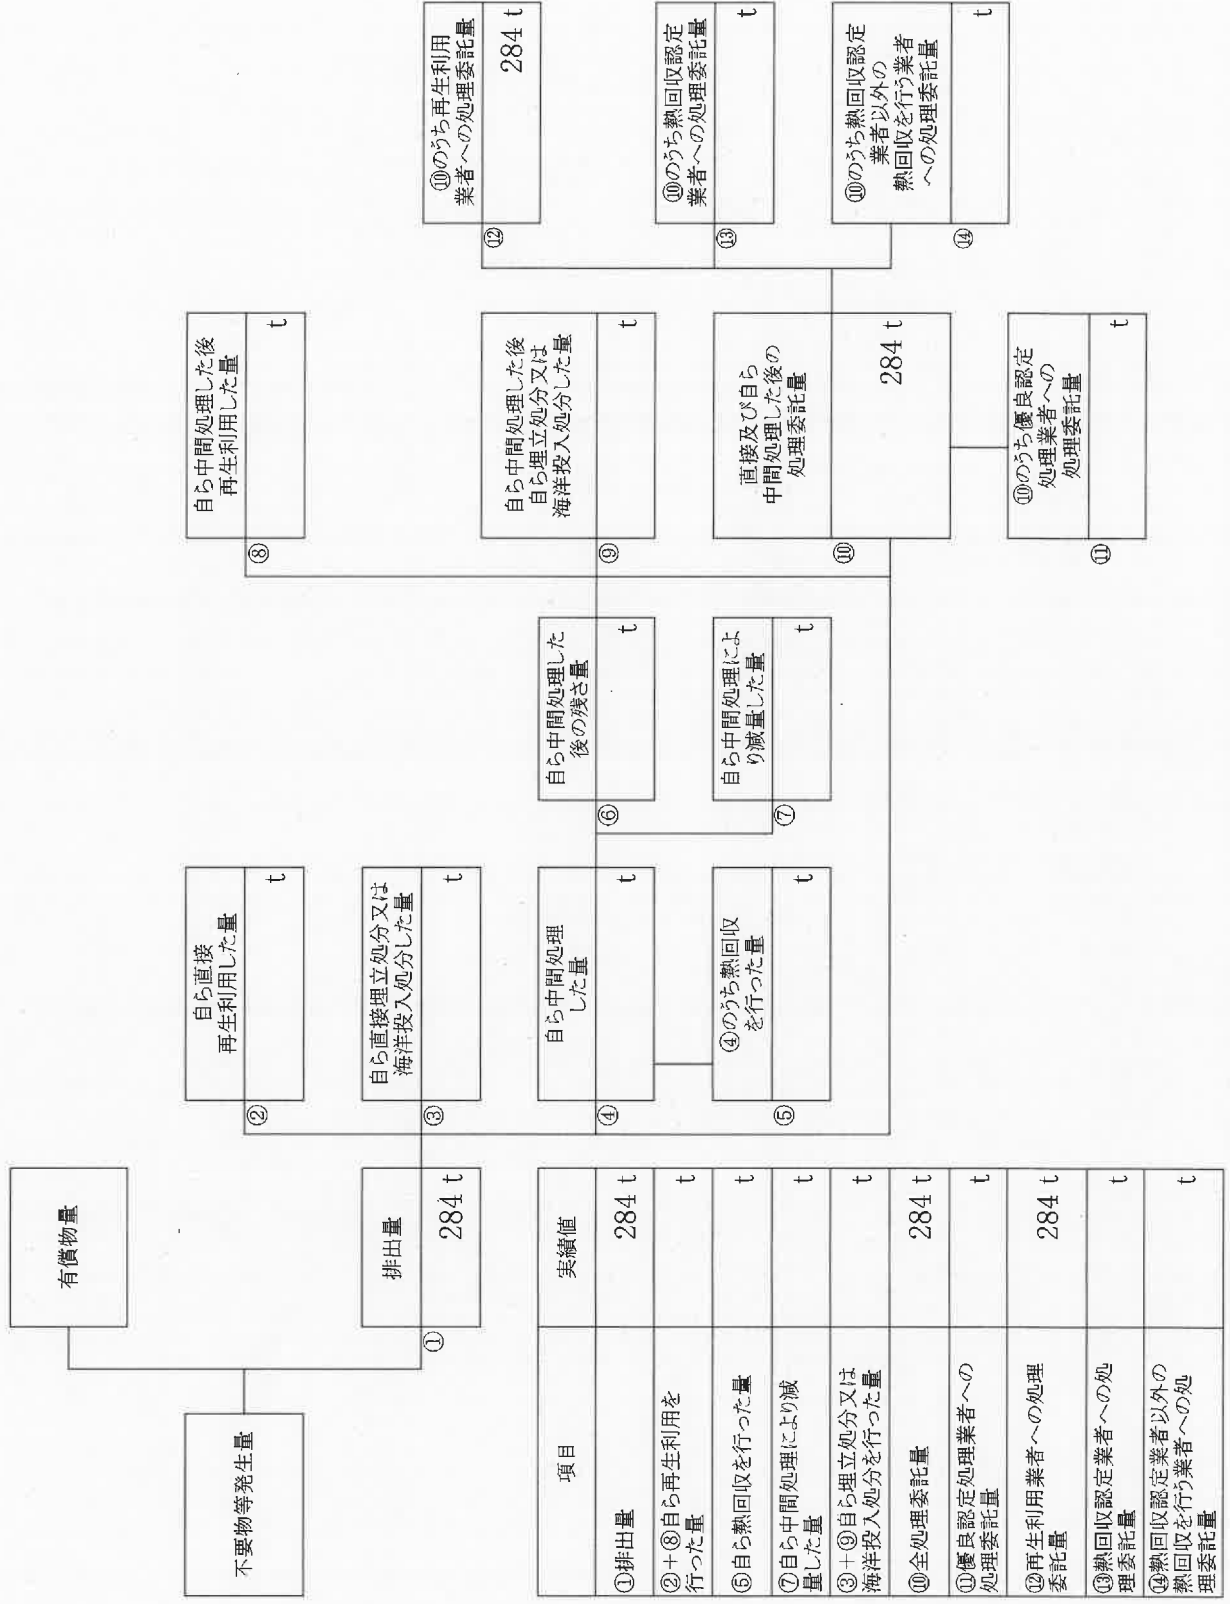 有償物量
不要物等発生量
排出量
①
284 t
自ら直接
再生利用した量
②
t
自ら直接埋立処分又は
海洋投入処分した量
③
t
自ら中間処理
した量
④
t
④のうち熱回収
を行った量
⑤
t
自ら中間処理した
後の残さ量
⑥
t
自ら中間処理によ
り減量した量
⑦
t
自ら中間処理した後
再生利用した量
⑧
t
自ら中間処理した後
自ら埋立処分又は
海洋投入処分した量
⑨
t
直接及び自ら
中間処理した後の
処理委託量
⑩
284 t
⑩のうち優良認定
処理業者への
処理委託量
⑪
t
⑩のうち再生利用
業者への処理委託量
⑫
284 t
⑩のうち熱回収認定
業者への処理委託量
⑬
t
⑩のうち熱回収認定
業者以外の
熱回収を行う業者
への処理委託量
⑭
t
項目
実績値
①排出量
284 t
②+⑧自ら再生利用を
行った量
t
⑤自ら熱回収を行った量
t
⑦自ら中間処理により減
量した量
t
③+⑨自ら埋立処分又は
海洋投入処分を行った量
t
⑩全処理委託量
284 t
⑪優良認定処理業者への
処理委託量
t
⑫再生利用業者への処理
委託量
284 t
⑬熱回収認定業者への処
理委託量
t
⑭熱回収認定業者以外の
熱回収を行う業者への処
理委託量
t